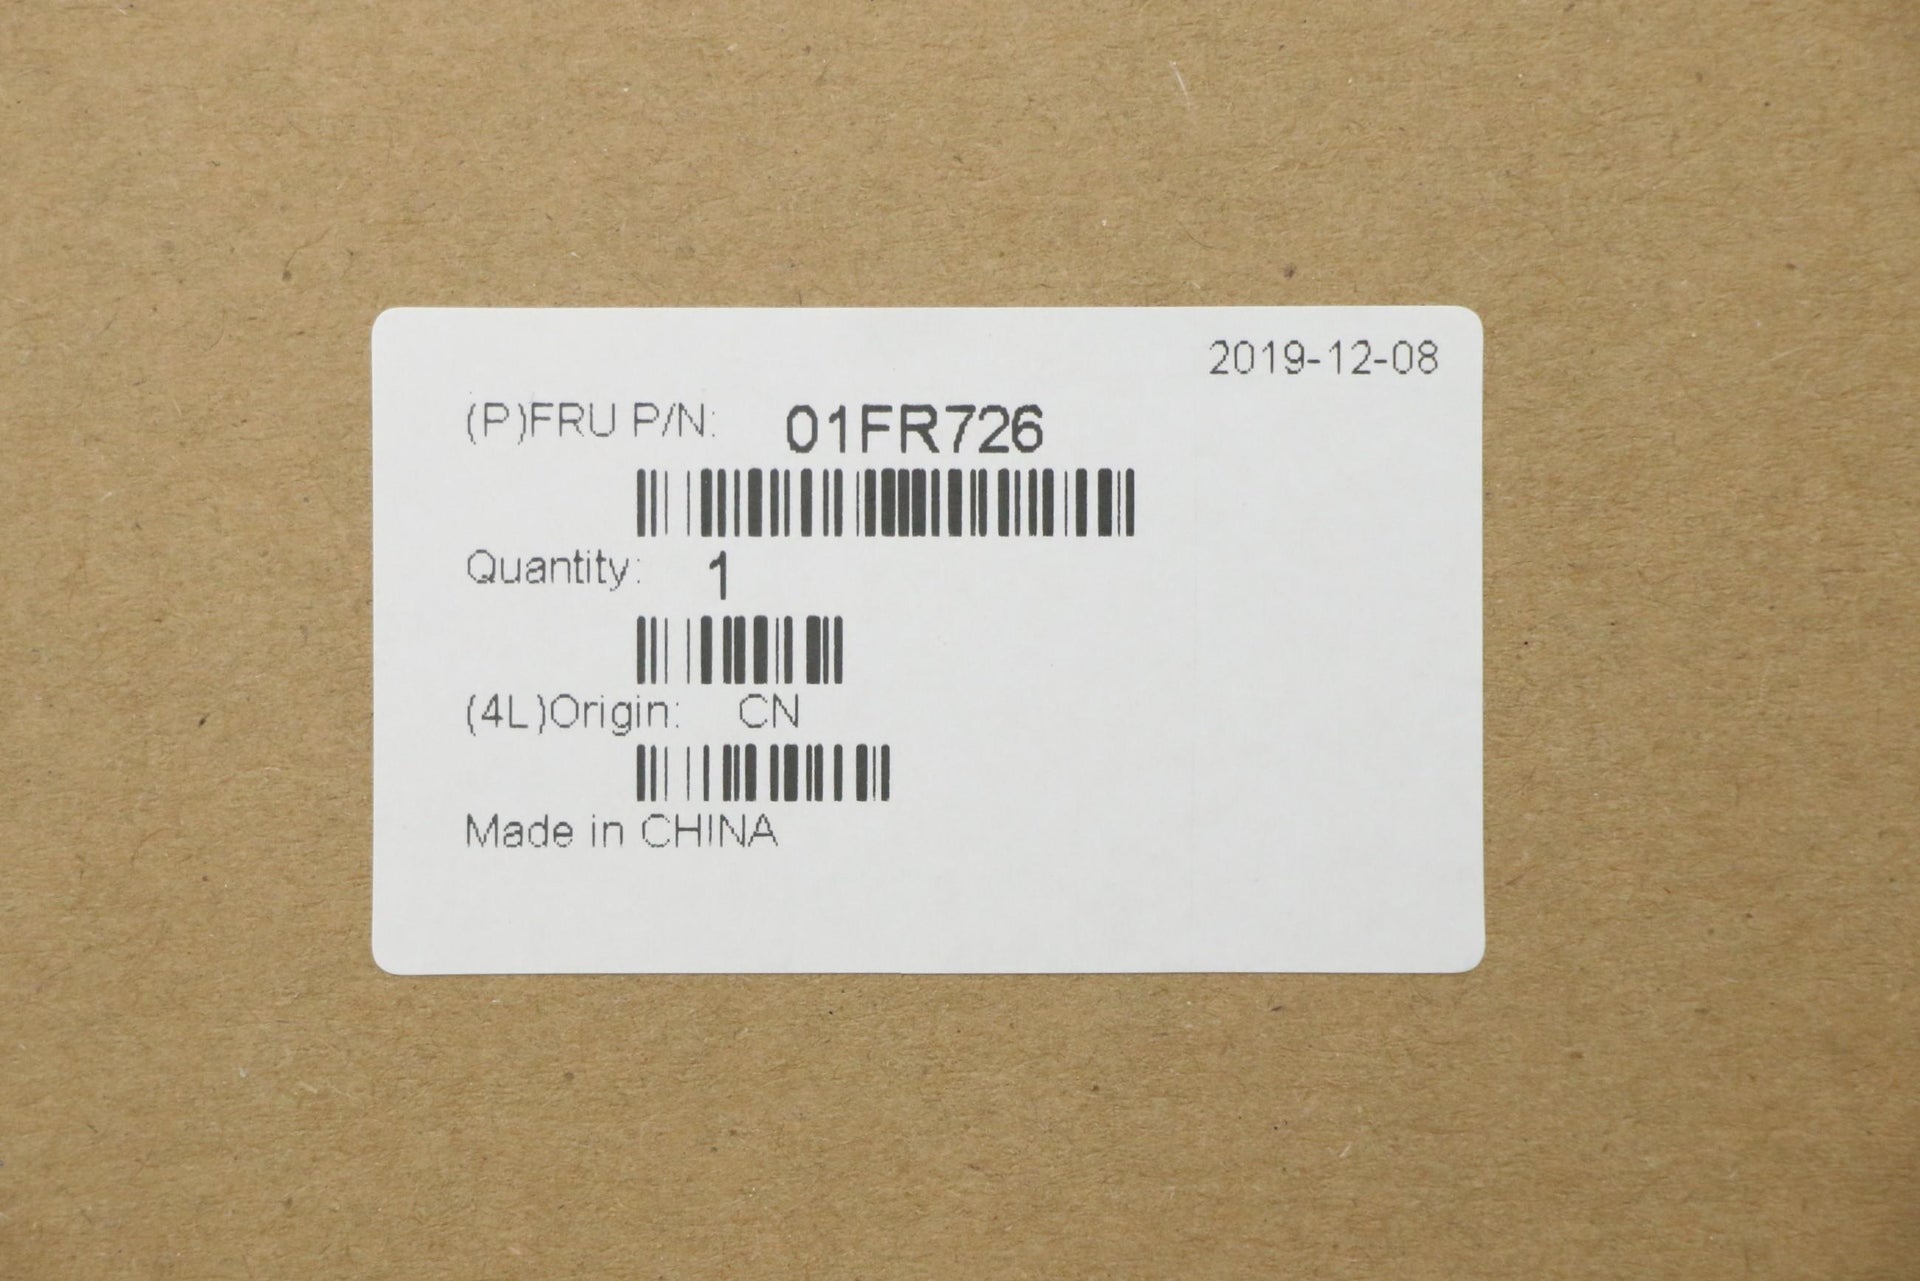 2019-12-08
(P)FRU P/N: 01FR726
Quantity: 1
(4L)Origin: CN
Made in CHINA